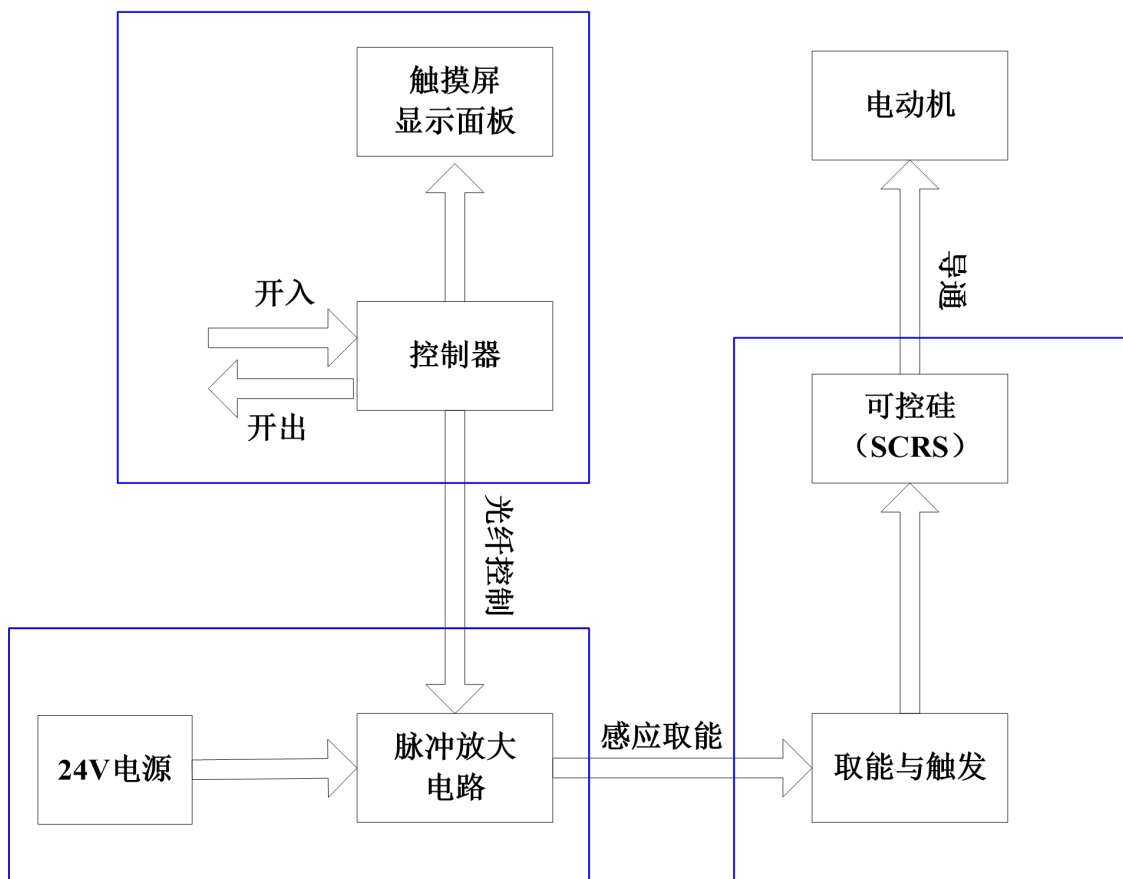 触摸屏
显示面板
电动机
开入
控制器
开出
导通
可控硅
（SCRS）
光纤控制
24V电源
脉冲放大
电路
感应取能
取能与触发